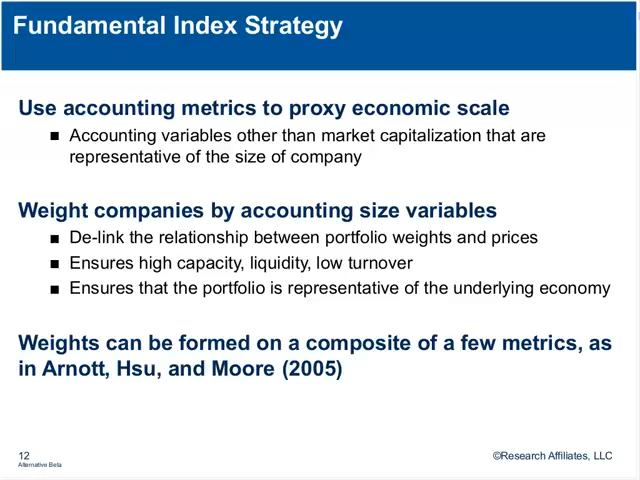 Fundamental Index Strategy
Use accounting metrics to proxy economic scale
■ Accounting variables other than market capitalization that are
representative of the size of company
Weight companies by accounting size variables
■ De-link the relationship between portfolio weights and prices
■ Ensures high capacity, liquidity, low turnover
■ Ensures that the portfolio is representative of the underlying economy
Weights can be formed on a composite of a few metrics, as
in Arnott, Hsu, and Moore (2005)
12
Alternative Beta
©Research Affiliates, LLC